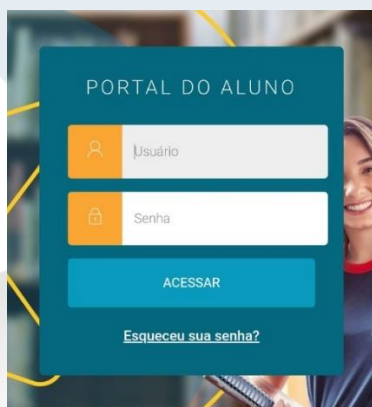 PORTAL DO ALUNO
Usuário
Senha
ACESSAR
Esqueceu sua senha?